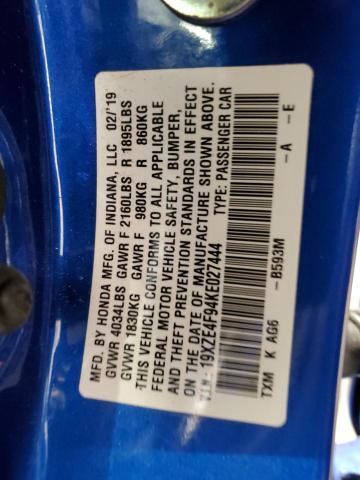 MFD. BY HONDA MFG. OF INDIANA, LLC 02/19
GVWR 4034LBS GAWR F 2160LBS R 1895LBS
GVWR 1830KG GAWR F 980KG R 860KG
THIS VEHICLE CONFORMS TO ALL APPLICABLE
FEDERAL MOTOR VEHICLE SAFETY, BUMPER,
AND THEFT PREVENTION STANDARDS IN EFFECT
ON THE DATE OF MANUFACTURE SHOWN ABOVE.
V.I.N.: 19XZE4F94KE027444 TYPE: PASSENGER CAR
TXM K AG6 -B593M -A -E